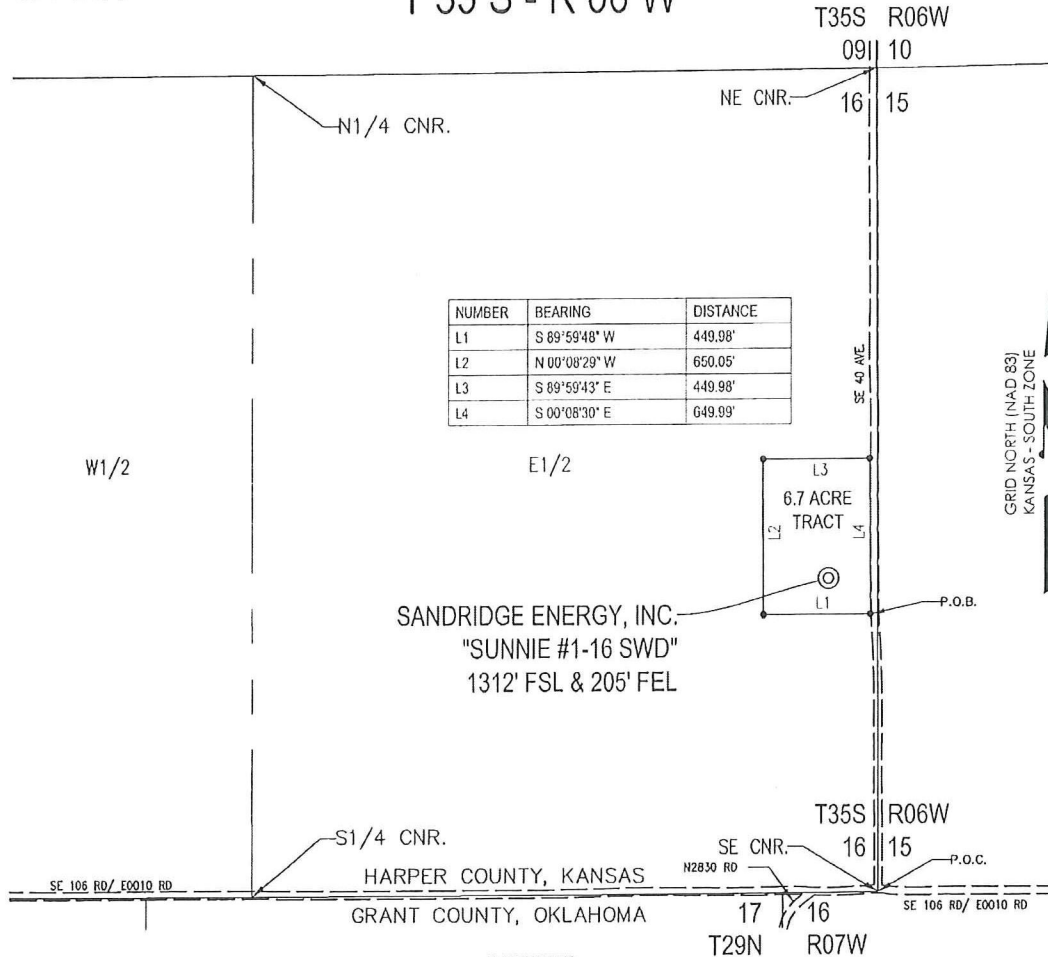 T 35 S - R 06 W
T35S R06W
09 10
NE CNR.
16 15
N1/4 CNR.
NUMBER BEARING DISTANCE
L1 S 89°59'48" W 449.98'
L2 N 00°08'29" W 650.05'
L3 S 89°59'43" E 449.98'
L4 S 00°08'30" E 649.99'
SE 40 AVE.
GRID NORTH (NAD 83)
KANSAS - SOUTH ZONE
W1/2
E1/2
L3
6.7 ACRE
TRACT
L2
L4
L1
P.O.B.
SANDRIDGE ENERGY, INC.
"SUNNIE #1-16 SWD"
1312' FSL & 205' FEL
T35S R06W
S1/4 CNR.
SE CNR.
16 15
P.O.C.
N2830 RD
HARPER COUNTY, KANSAS
SE 106 RD/ E0010 RD
SE 106 RD/ E0010 RD
GRANT COUNTY, OKLAHOMA
17 16
T29N R07W